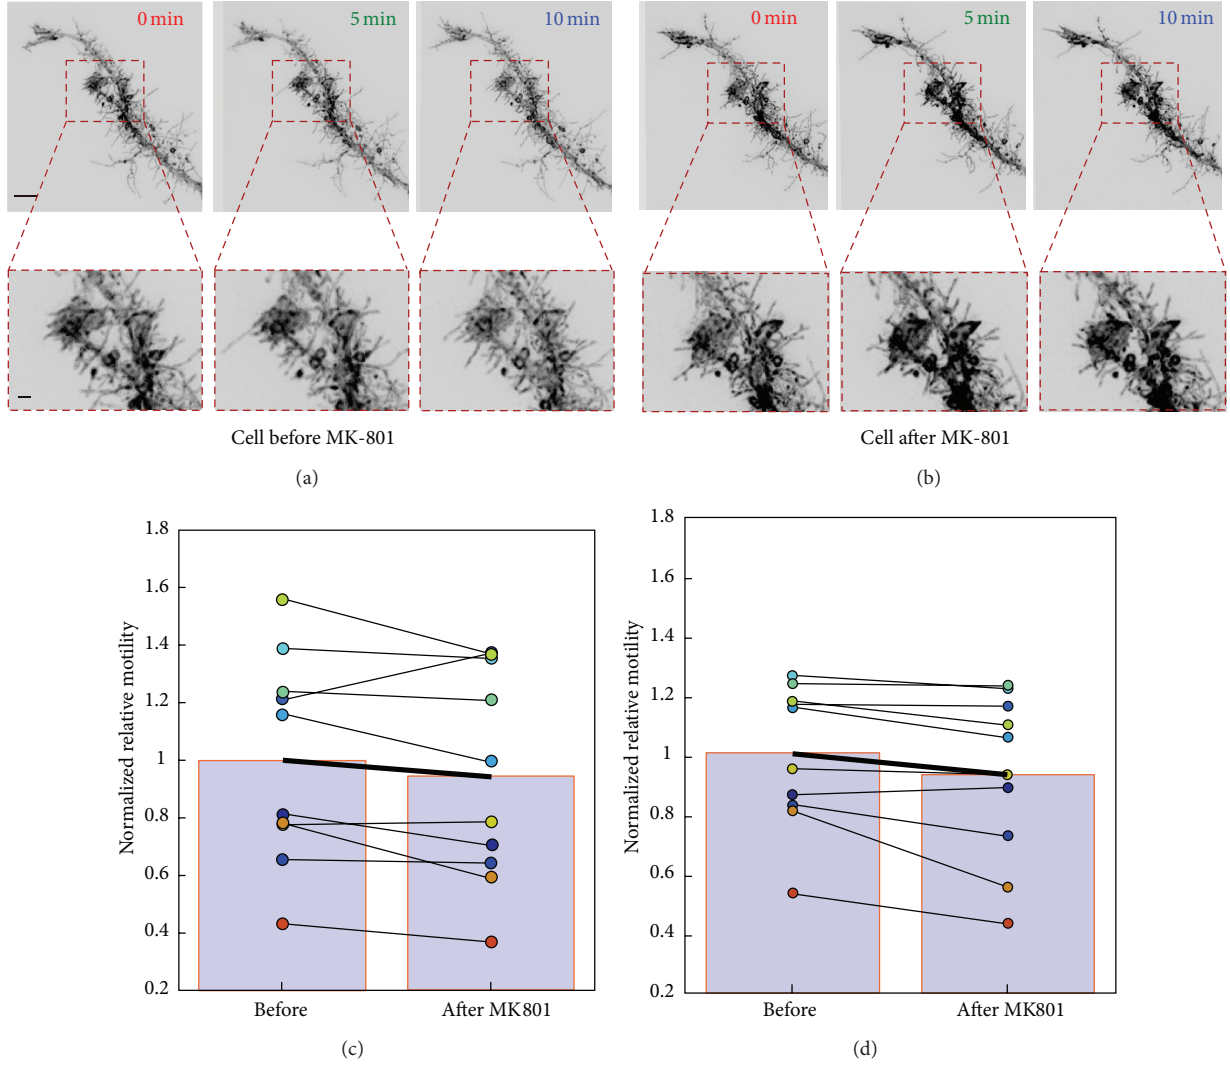 0 min 5 min 10 min 0 min 5 min 10 min
Cell before MK-801 Cell after MK-801
(a) (b)
1.8
1.6
1.4
1.2
1
0.8
0.6
0.4
0.2
Normalized relative motility
Before After MK801
(c)
1.8
1.6
1.4
1.2
1
0.8
0.6
0.4
0.2
Normalized relative motility
Before After MK801
(d)